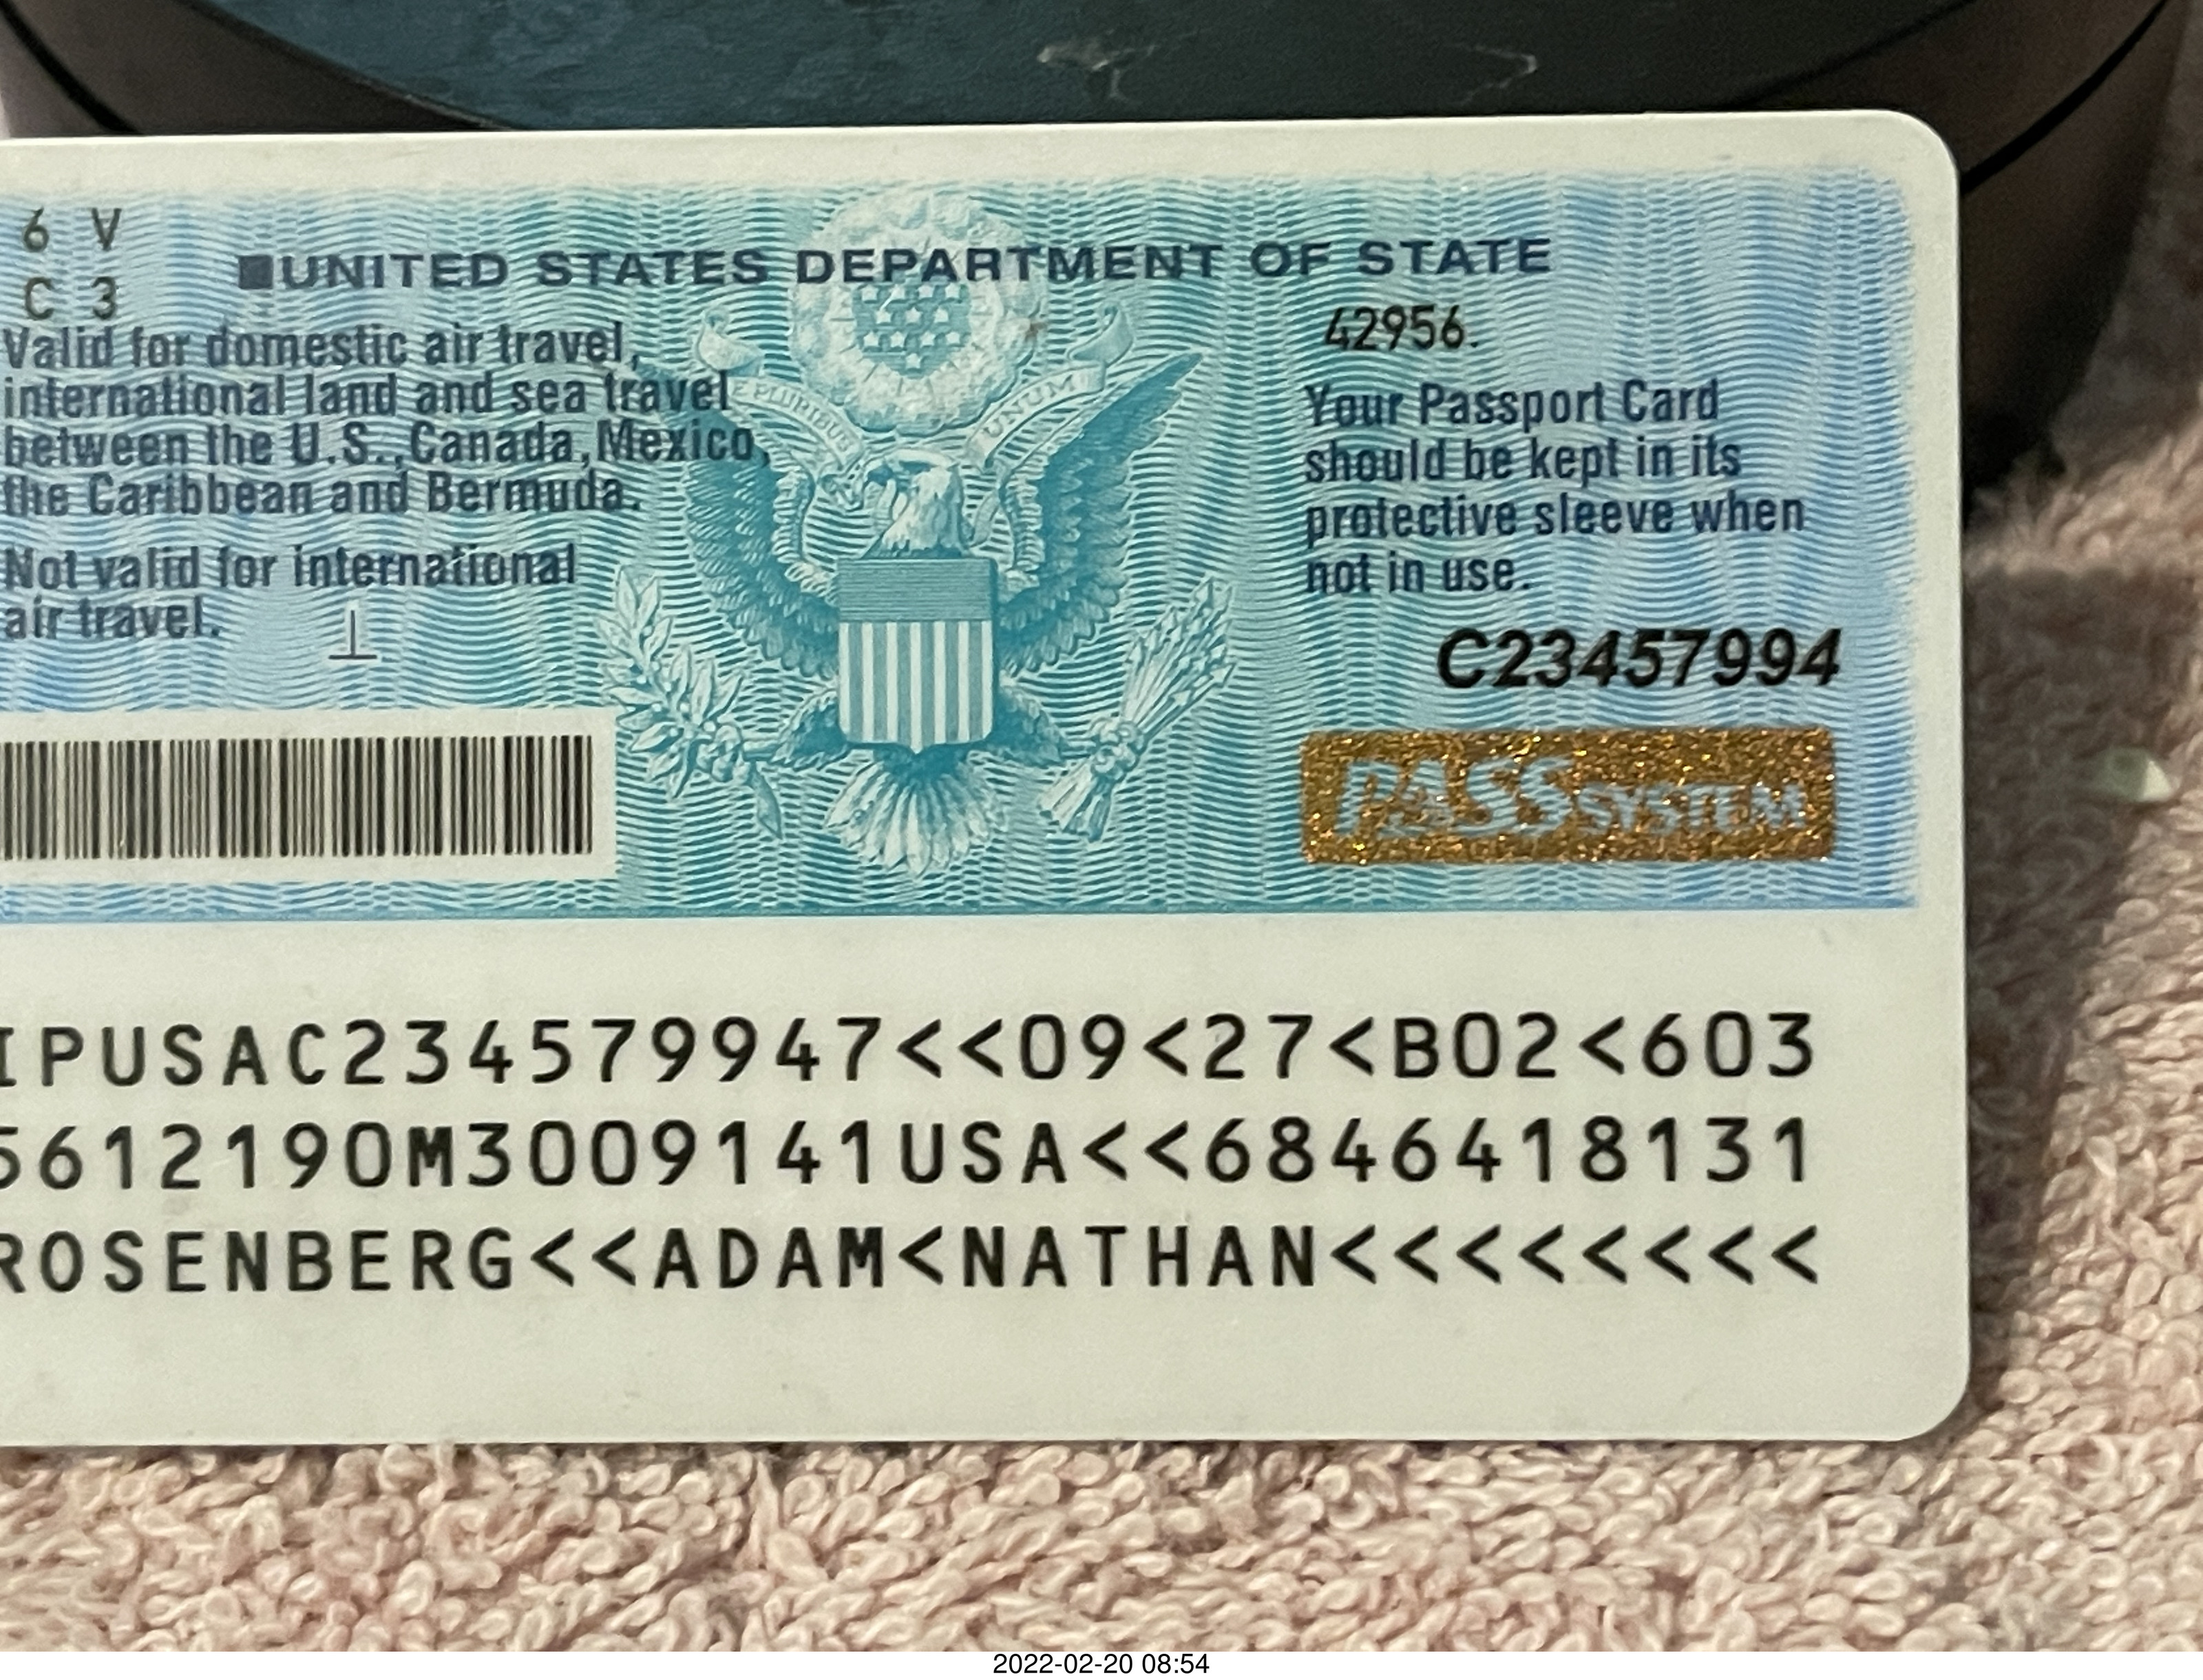 6 V
C 3
UNITED STATES DEPARTMENT OF STATE
42956.
Valid for domestic air travel,
international land and sea travel
between the U.S.,Canada,Mexico,
the Caribbean and Bermuda.
Not valid for international
air travel.
E PLURIBUS UNUM
Your Passport Card
should be kept in its
protective sleeve when
not in use.
C23457994
PASS SYSTEM
IPUSAC234579947<<09<27<B02<603
5612190M3009141USA<<6846418131
ROSENBERG<<ADAM<NATHAN<<<<<<<<
2022-02-20 08:54